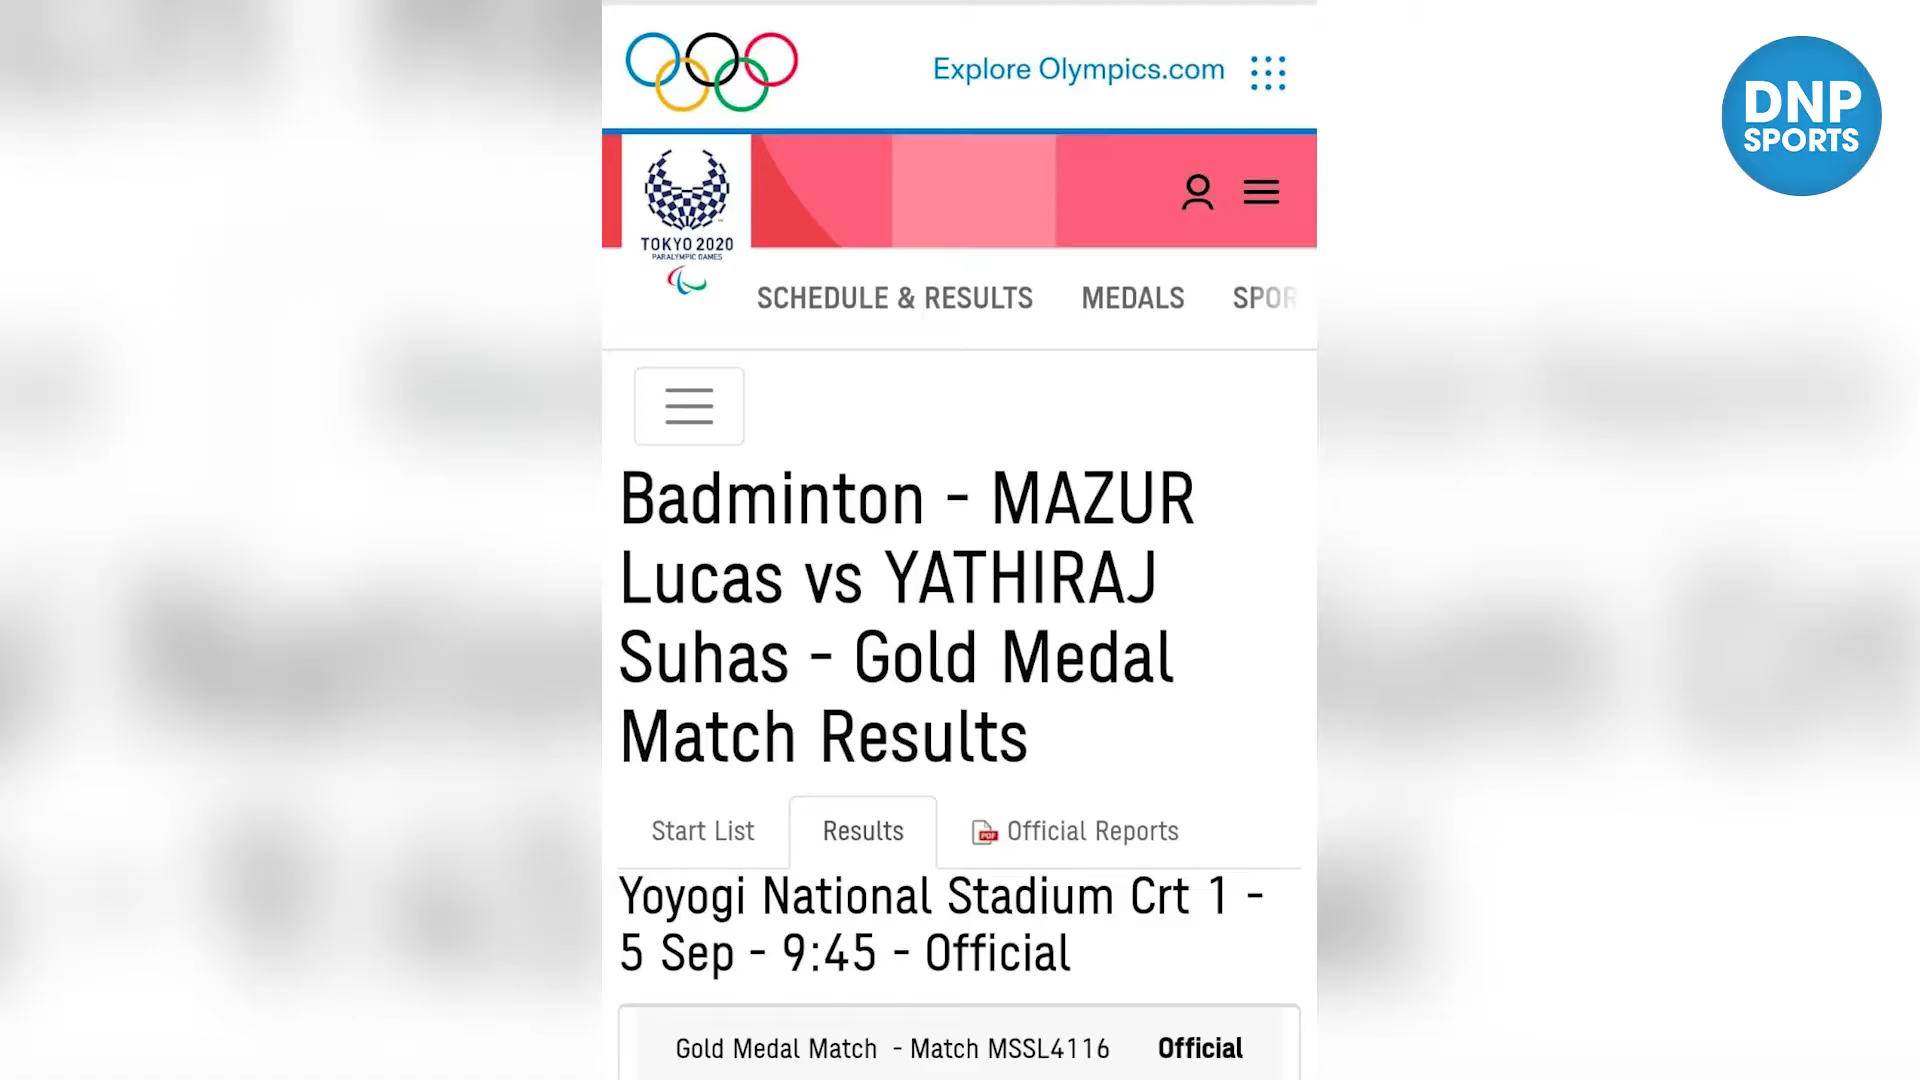 Explore Olympics.com
DNP
SPORTS
TOKYO 2020
PARALYMPIC GAMES
SCHEDULE & RESULTS MEDALS SPOR
Badminton - MAZUR
Lucas vs YATHIRAJ
Suhas - Gold Medal
Match Results
Start List Results PDF Official Reports
Yoyogi National Stadium Crt 1 -
5 Sep - 9:45 - Official
Gold Medal Match - Match MSSL4116 Official